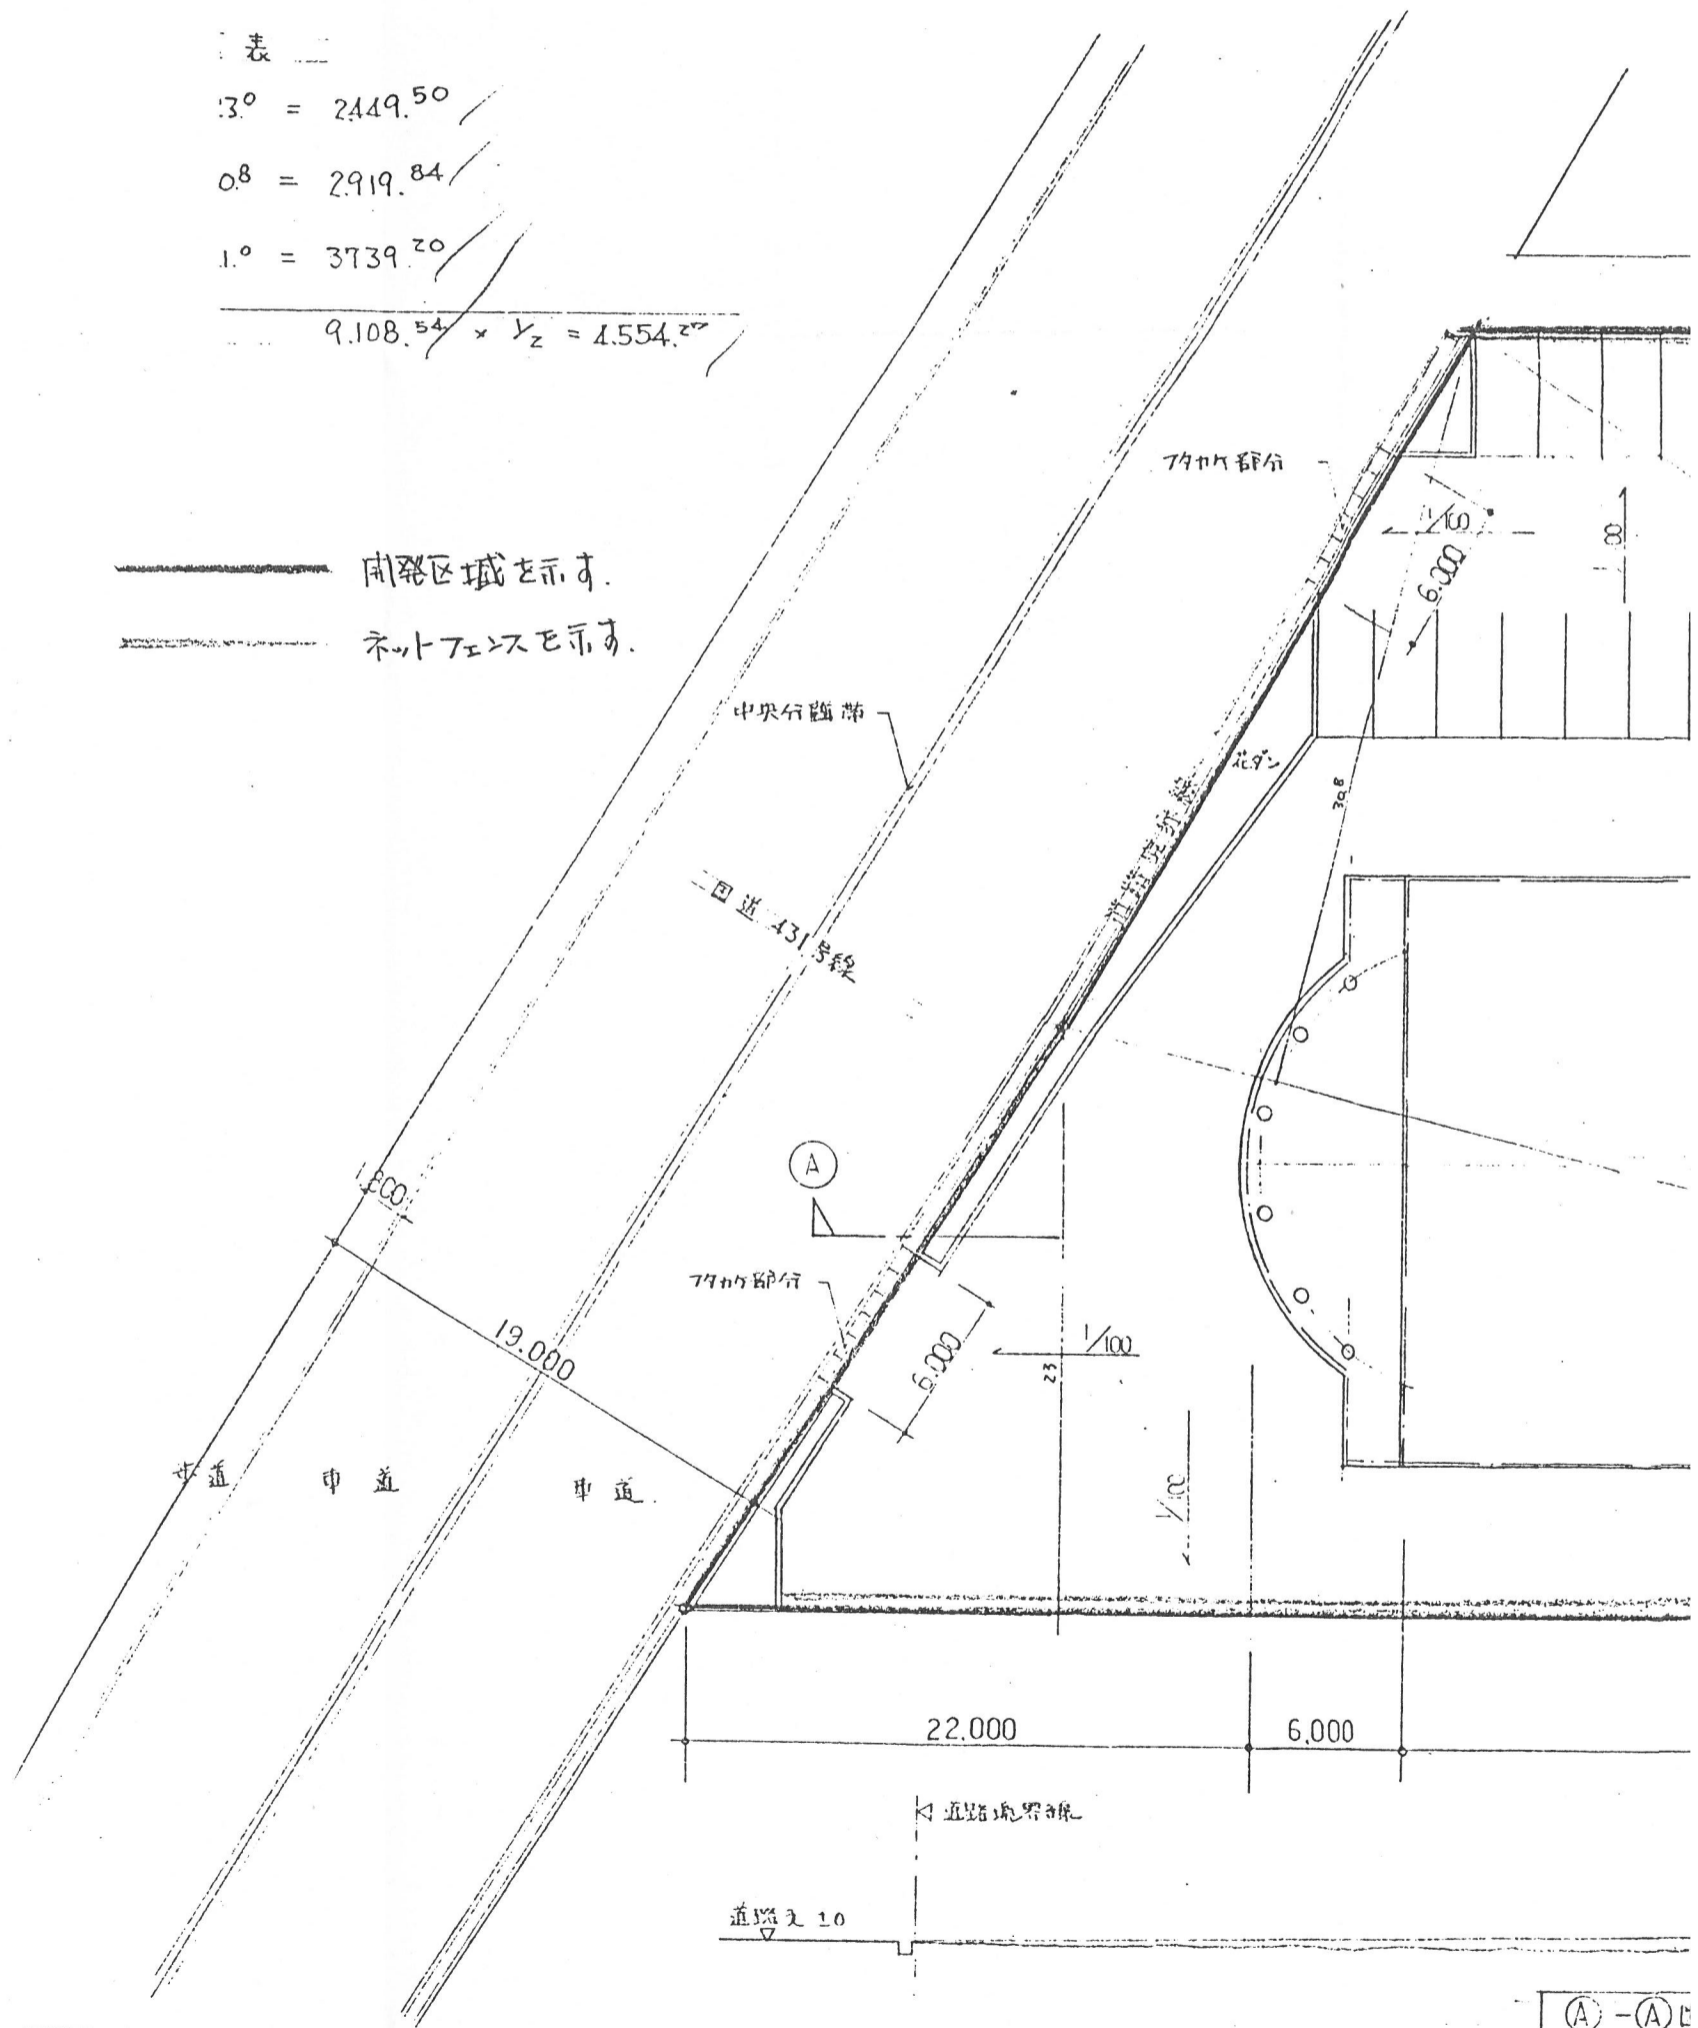 表
3.⁰ = 2449.⁵⁰
0.⁸ = 2919.⁸⁴
1.⁰ = 3739.²⁰
9.108.⁵⁴ × 1/2 = 4.554.²⁷
開発区域を示す.
ネットフェンスを示す.
フタカケ部分
6.000
中央分離帯
花ダン
30.8
道路境界線
国道431号線
A
800
フタカケ部分
19.000
6.000
1/100
23
1/100
歩道
車道
車道
22.000
6.000
道路境界線
道路 ±0
A - A